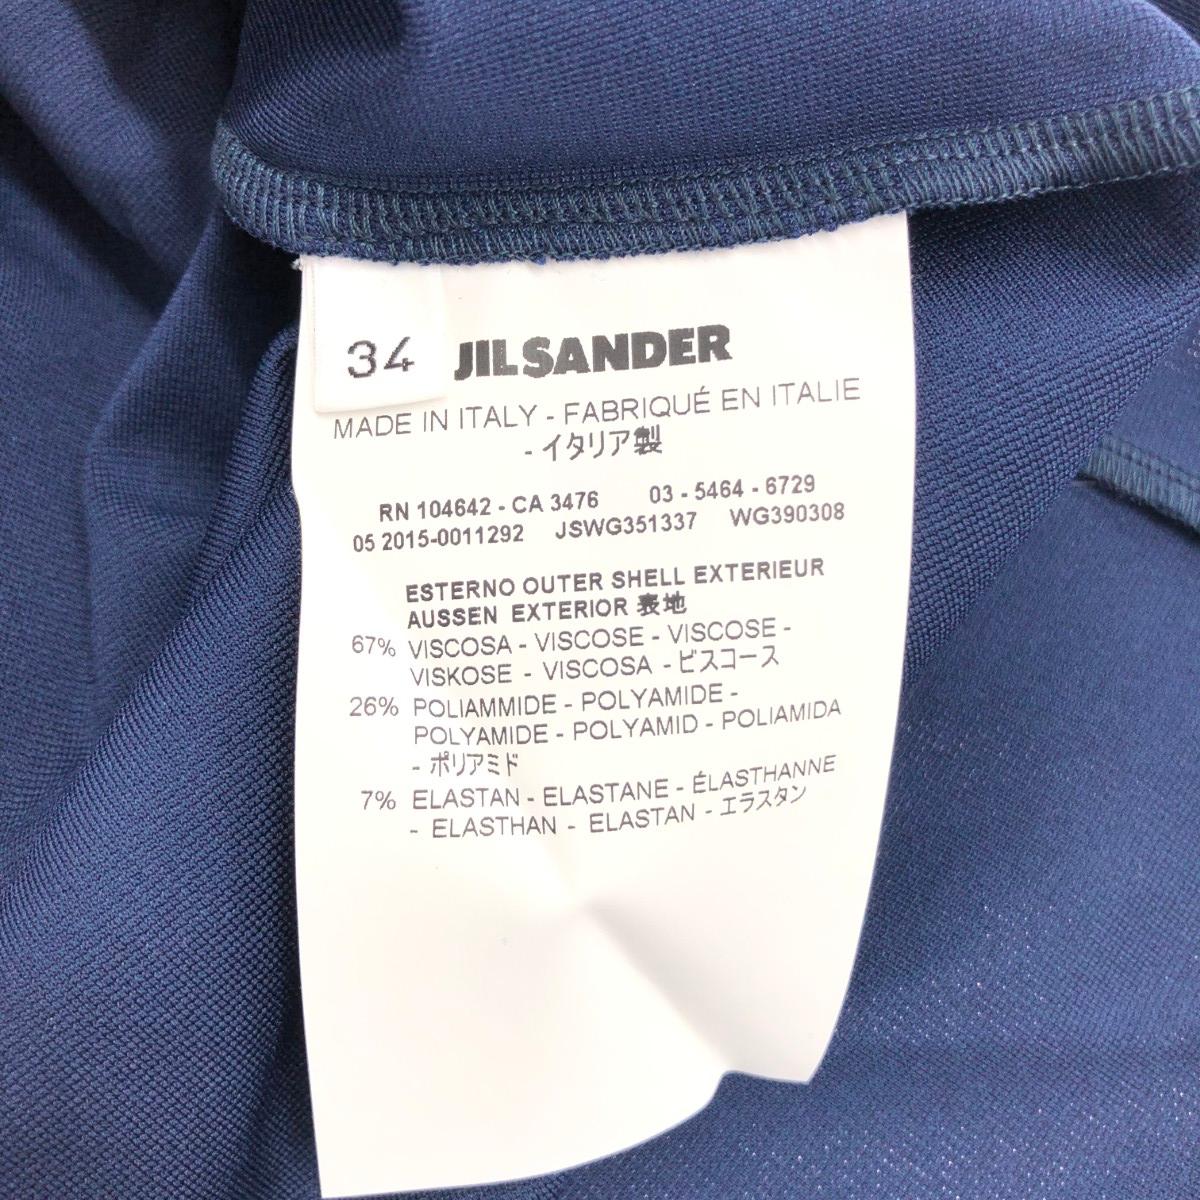 34 JIL SANDER
MADE IN ITALY - FABRIQUÉ EN ITALIE
- イタリア製
RN 104642 - CA 3476 03 - 5464 - 6729
05 2015-0011292 JSWG351337 WG390308
ESTERNO OUTER SHELL EXTERIEUR
AUSSEN EXTERIOR 表地
67% VISCOSA - VISCOSE - VISCOSE -
VISKOSE - VISCOSA - ビスコース
26% POLIAMMIDE - POLYAMIDE -
POLYAMIDE - POLYAMID - POLIAMIDA
- ポリアミド
7% ELASTAN - ELASTANE - ÉLASTHANNE
- ELASTHAN - ELASTAN - エラスタン